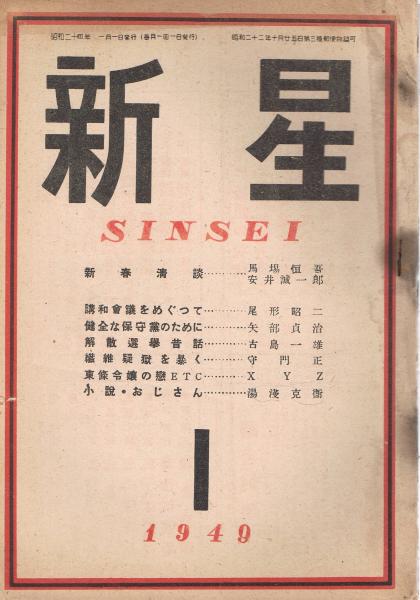 昭和二十四年一月一日発行(毎月一回一日発行) 昭和二十二年十月廿五日第三種郵便物認可
新星
SINSEI
新春清談…………馬場恒吾
安井誠一郎
講和會議をめぐつて…………尾形昭二
健全な保守黨のために…………矢部貞治
解散選擧昔話…………古島一雄
繊維疑獄を暴く…………守門正
東條令嬢の戀ETC…………XYZ
小説・おじさん…………湯淺克衞
1
1949